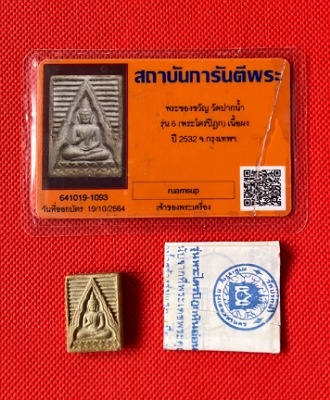 สถาบันการันตีพระ
พระของขวัญ วัดปากน้ำ
รุ่น 6 (พระไตรปิฎก) เนื้อผง
ปี 2532 จ.กรุงเทพฯ.
ruamsup
641019-1093
วันที่ออกบัตร 19/10/2564
เจ้าของพระเครื่อง